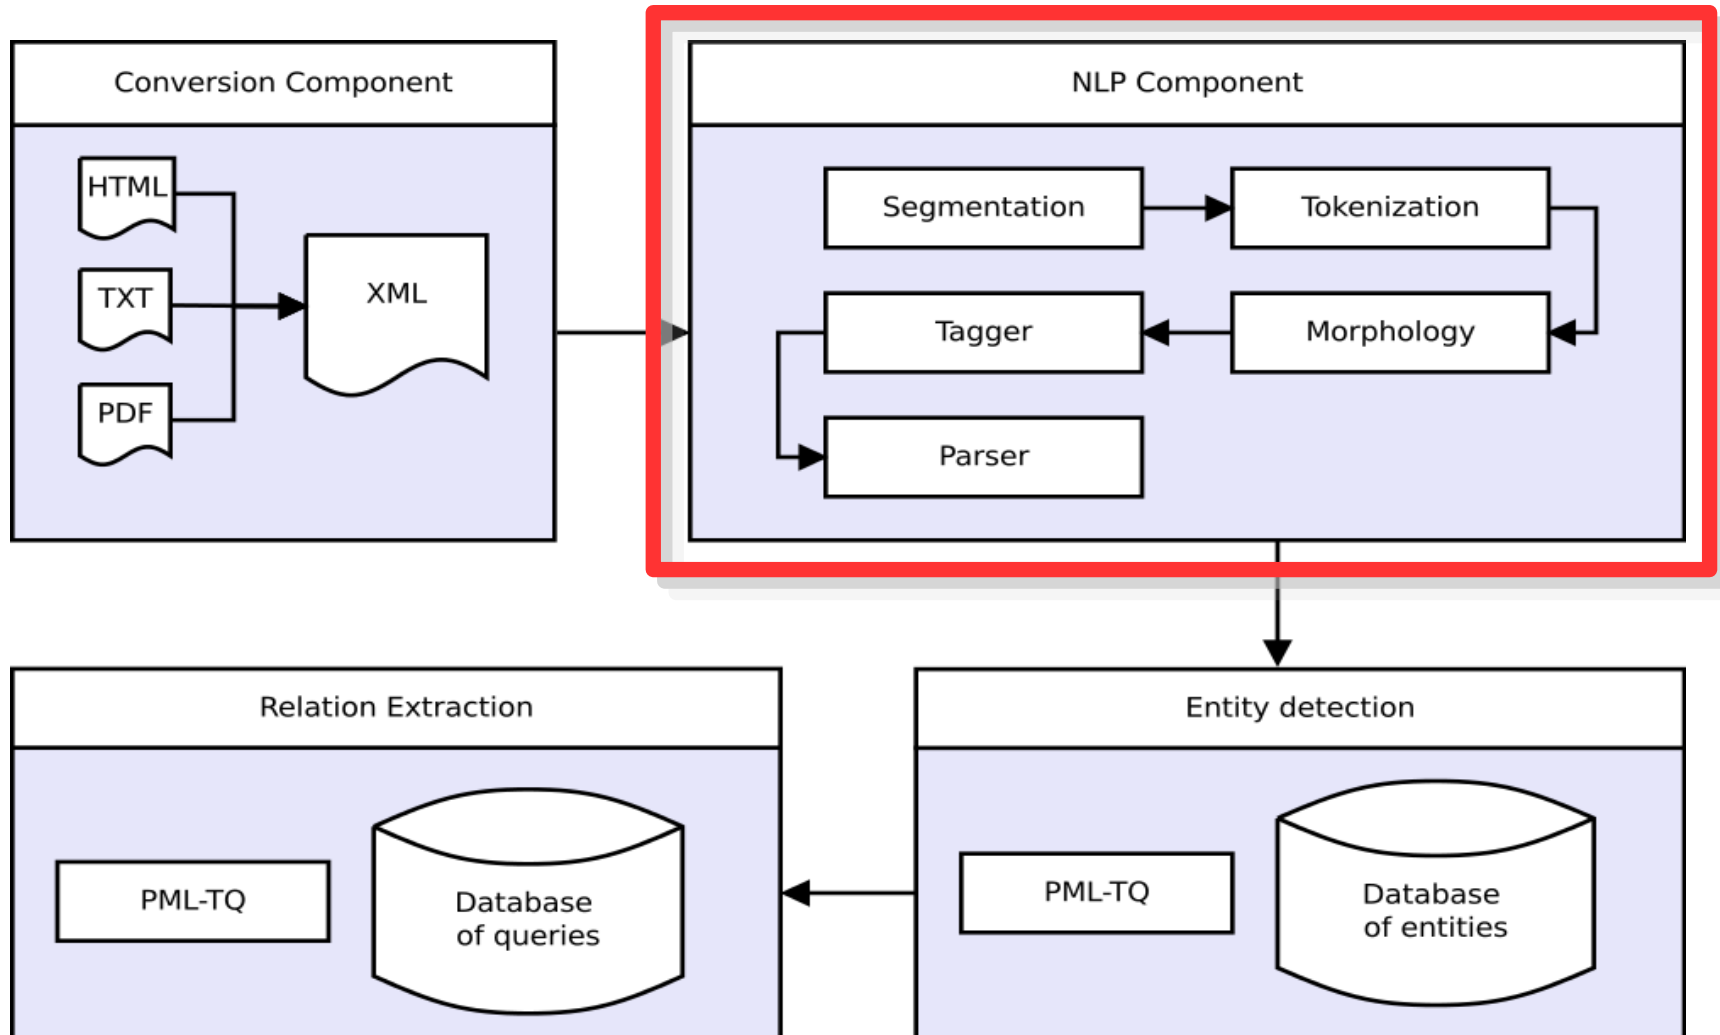 Conversion Component
HTML
TXT
PDF
XML
NLP Component
Segmentation
Tokenization
Morphology
Tagger
Parser
Entity detection
PML-TQ
Database
of entities
Relation Extraction
PML-TQ
Database
of queries